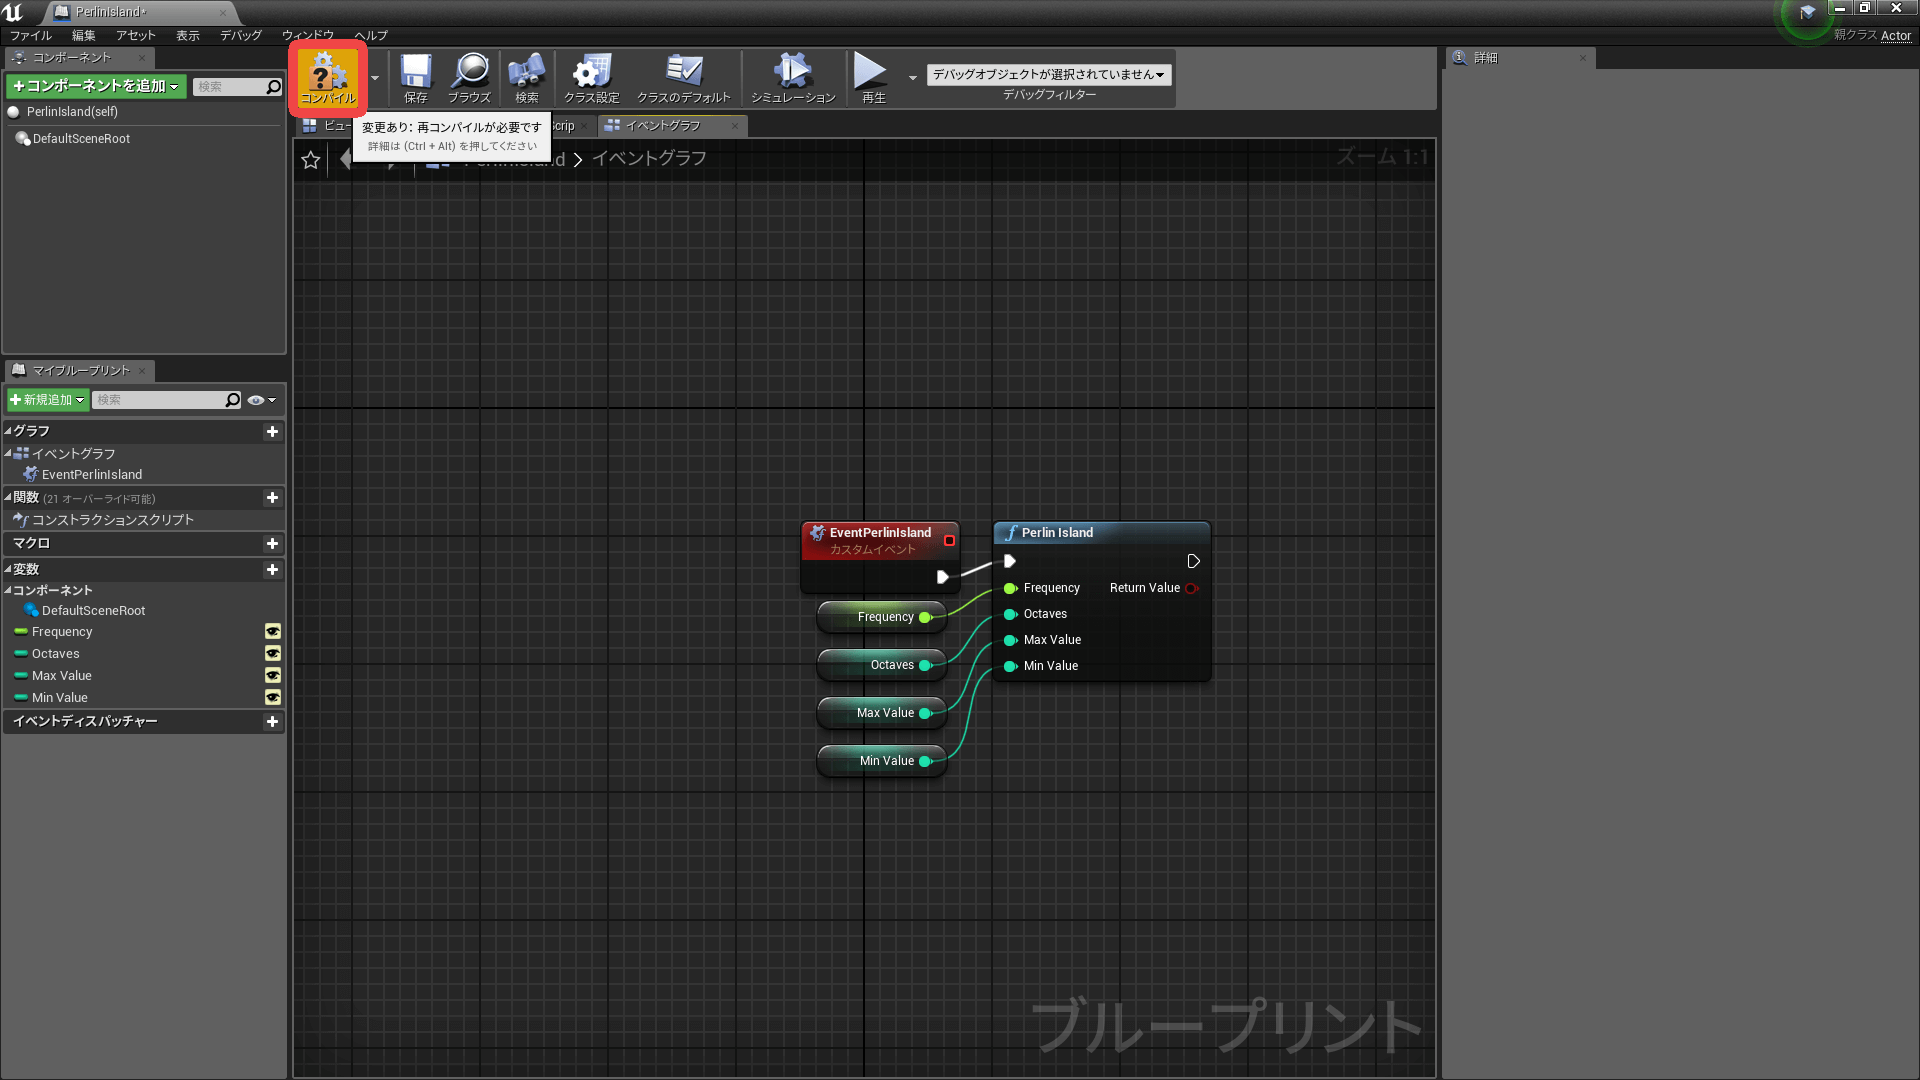 PerlinIsland*
ファイル 編集 アセット 表示 デバッグ ウィンドウ ヘルプ
親クラス Actor
コンポーネント
コンポーネントを追加
検索
PerlinIsland(self)
DefaultSceneRoot
コンパイル
保存
ブラウズ
検索
クラス設定
クラスのデフォルト
シミュレーション
再生
デバッグオブジェクトが選択されていません
デバッグフィルター
詳細
ビュー
変更あり: 再コンパイルが必要です
詳細は (Ctrl + Alt) を押してください
Scrip
イベントグラフ
PerlinIsland > イベントグラフ
ズーム 1:1
マイブループリント
新規追加
検索
グラフ
イベントグラフ
EventPerlinIsland
関数 (21 オーバーライド可能)
コンストラクションスクリプト
マクロ
変数
コンポーネント
DefaultSceneRoot
Frequency
Octaves
Max Value
Min Value
イベントディスパッチャー
EventPerlinIsland
カスタムイベント
Frequency
Octaves
Max Value
Min Value
Perlin Island
Frequency
Return Value
Octaves
Max Value
Min Value
ブループリント